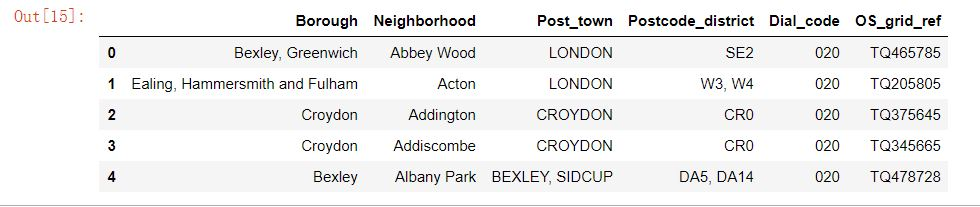 Out[15]:
Borough Neighborhood Post_town Postcode_district Dial_code OS_grid_ref
0 Bexley, Greenwich Abbey Wood LONDON SE2 020 TQ465785
1 Ealing, Hammersmith and Fulham Acton LONDON W3, W4 020 TQ205805
2 Croydon Addington CROYDON CR0 020 TQ375645
3 Croydon Addiscombe CROYDON CR0 020 TQ345665
4 Bexley Albany Park BEXLEY, SIDCUP DA5, DA14 020 TQ478728